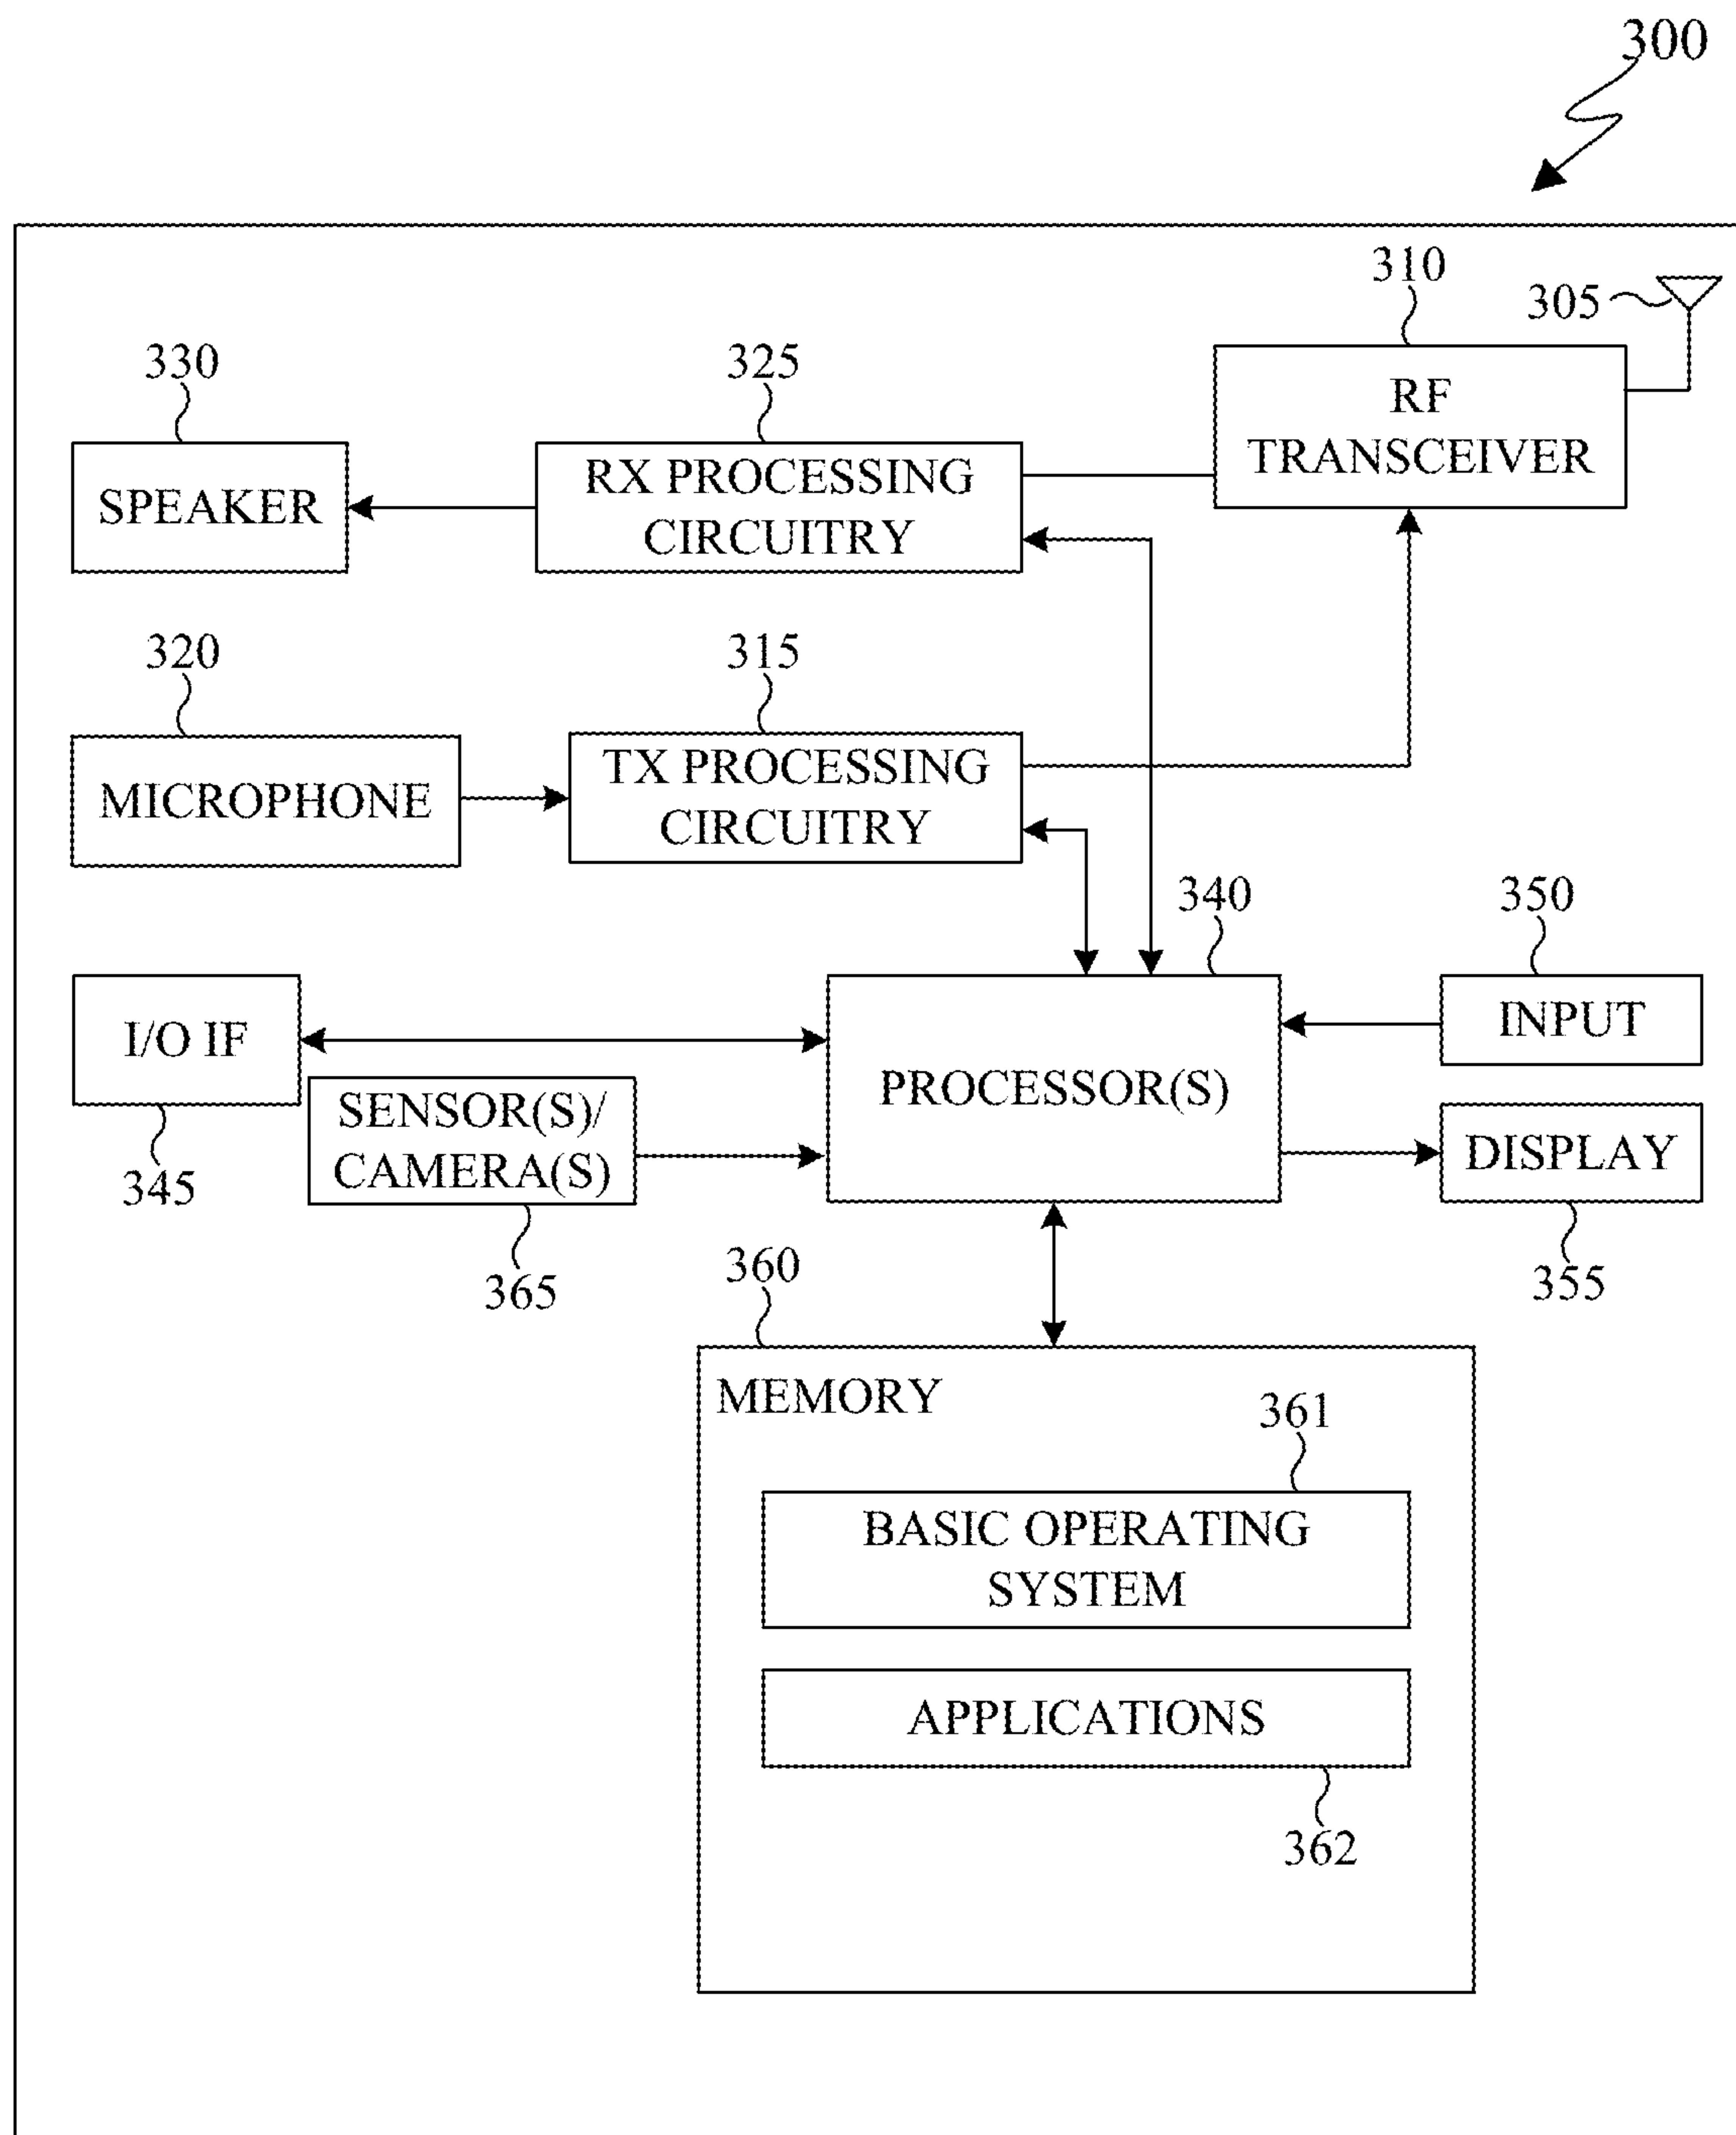 300
310
305
330
325
RF
TRANSCEIVER
SPEAKER
RX PROCESSING
CIRCUITRY
320
315
MICROPHONE
TX PROCESSING
CIRCUITRY
340
350
I/O IF
PROCESSOR(S)
INPUT
SENSOR(S)/
CAMERA(S)
DISPLAY
345
365
360
355
MEMORY
361
BASIC OPERATING
SYSTEM
APPLICATIONS
362